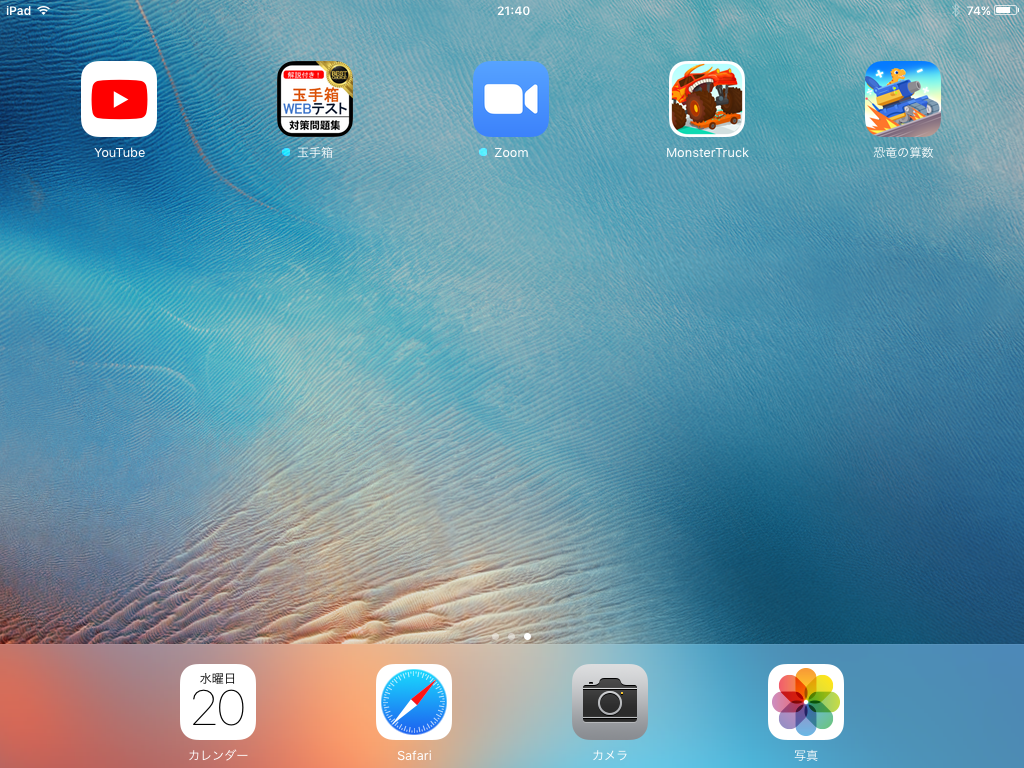 iPad
21:40
74%
解説付き!
BEST
玉手箱
WEBテスト
対策問題集
YouTube
玉手箱
Zoom
MonsterTruck
恐竜の算数
水曜日
20
カレンダー
Safari
カメラ
写真